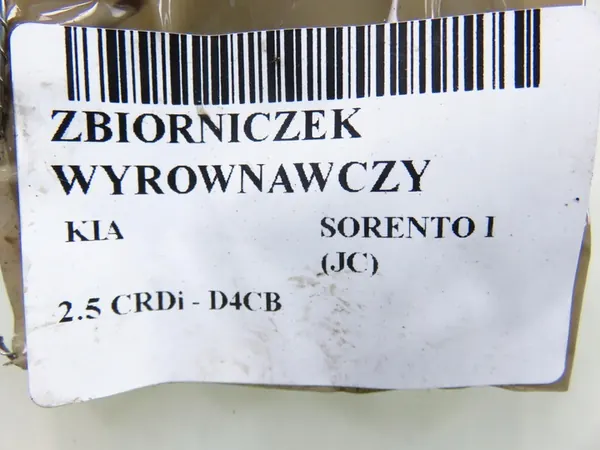 ZBIORNICZEK
WYROWNAWCZY
KIA SORENTO I
(JC)
2.5 CRDi - D4CB